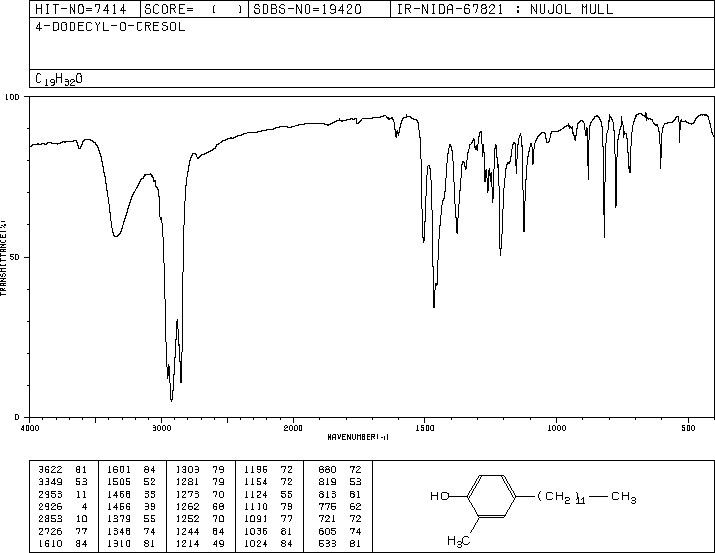 HIT-NO=7414 SCORE= ( ) SDBS-NO=19420 IR-NIDA-67821 : NUJOL MULL
4-DODECYL-O-CRESOL
C19H32O
100
50
0
TRANSMITTANCE(%)
4000 3000 2000 1500 1000 500
WAVENUMBER(-1)
3622 81 1601 84 1303 79 1196 72 880 72
3349 53 1505 52 1281 79 1154 72 819 53
2953 11 1468 35 1273 70 1124 55 813 81
2926 4 1456 39 1262 68 1110 79 775 62
2853 10 1379 55 1252 70 1091 77 721 72
2726 77 1348 74 1244 64 1036 81 605 74
1610 84 1310 81 1214 49 1024 84 533 81
HO (CH2)11 CH3
H3C